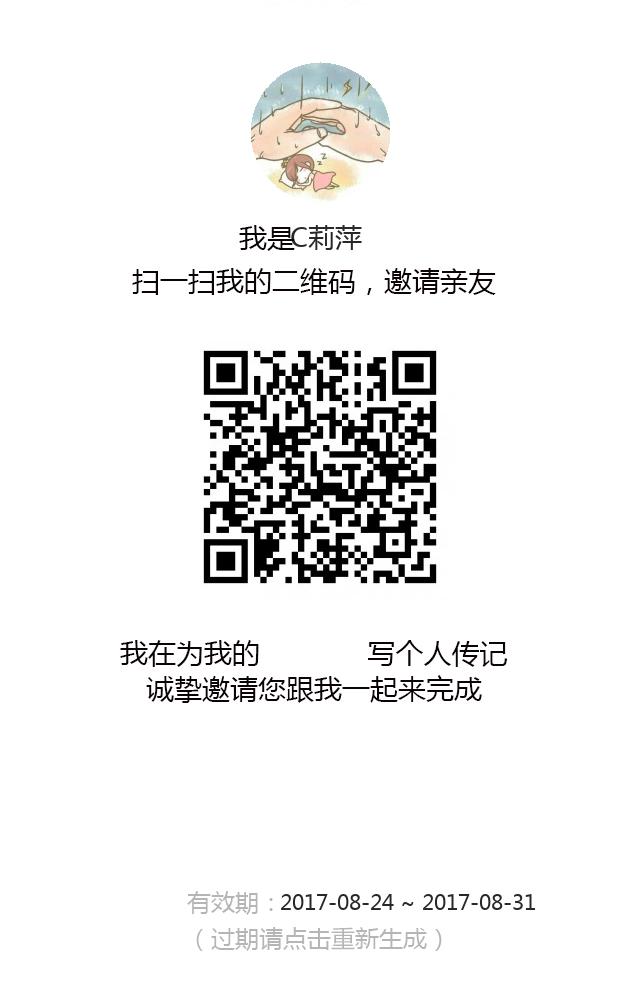 我是C莉萍
扫一扫我的二维码，邀请亲友
我在为我的 写个人传记
诚挚邀请您跟我一起来完成
有效期：2017-08-24 ~ 2017-08-31
（过期请点击重新生成）